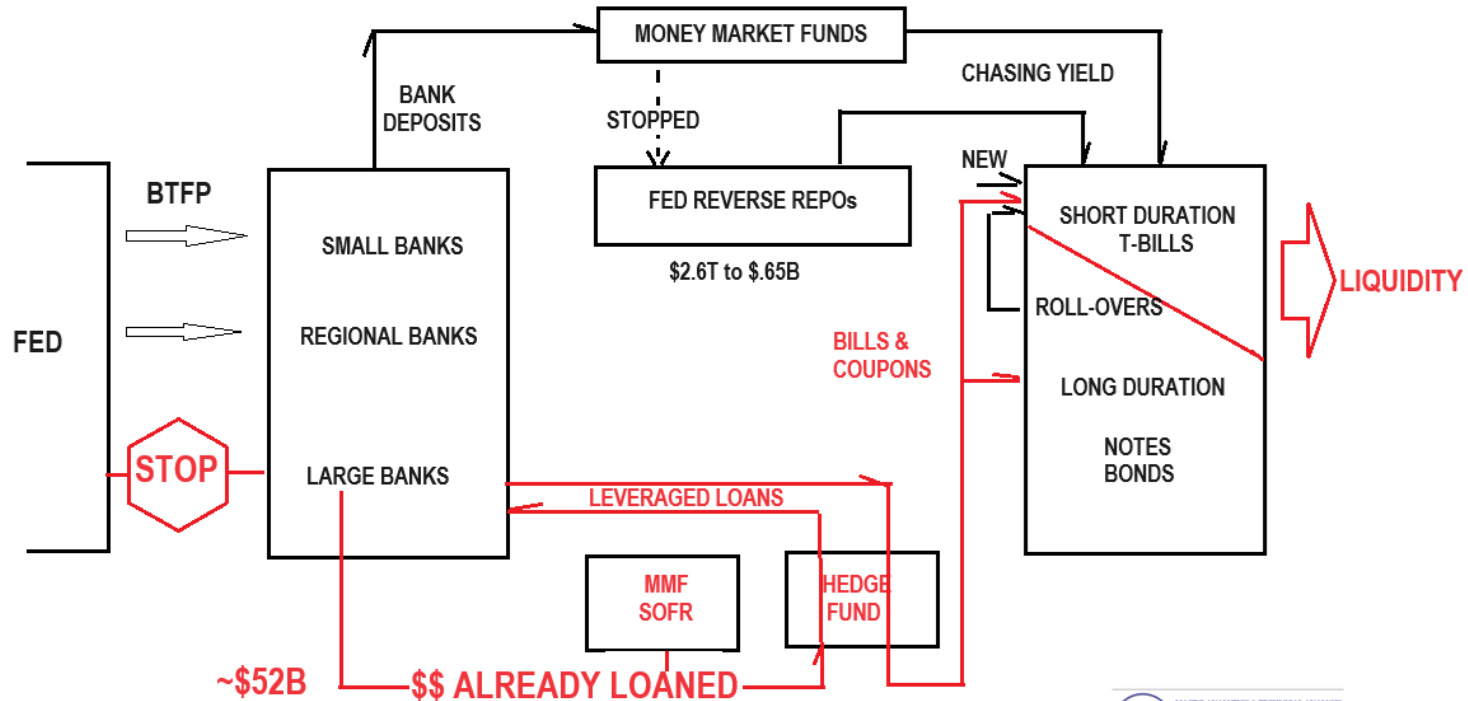 MONEY MARKET FUNDS
CHASING YIELD
BANK
DEPOSITS
STOPPED
NEW
BTFP
FED REVERSE REPOs
SHORT DURATION
T-BILLS
SMALL BANKS
$2.6T to $.65B
LIQUIDITY
ROLL-OVERS
FED
REGIONAL BANKS
BILLS &
COUPONS
LONG DURATION
NOTES
BONDS
STOP
LARGE BANKS
LEVERAGED LOANS
MMF
SOFR
HEDGE
FUND
~$52B
$$ ALREADY LOANED